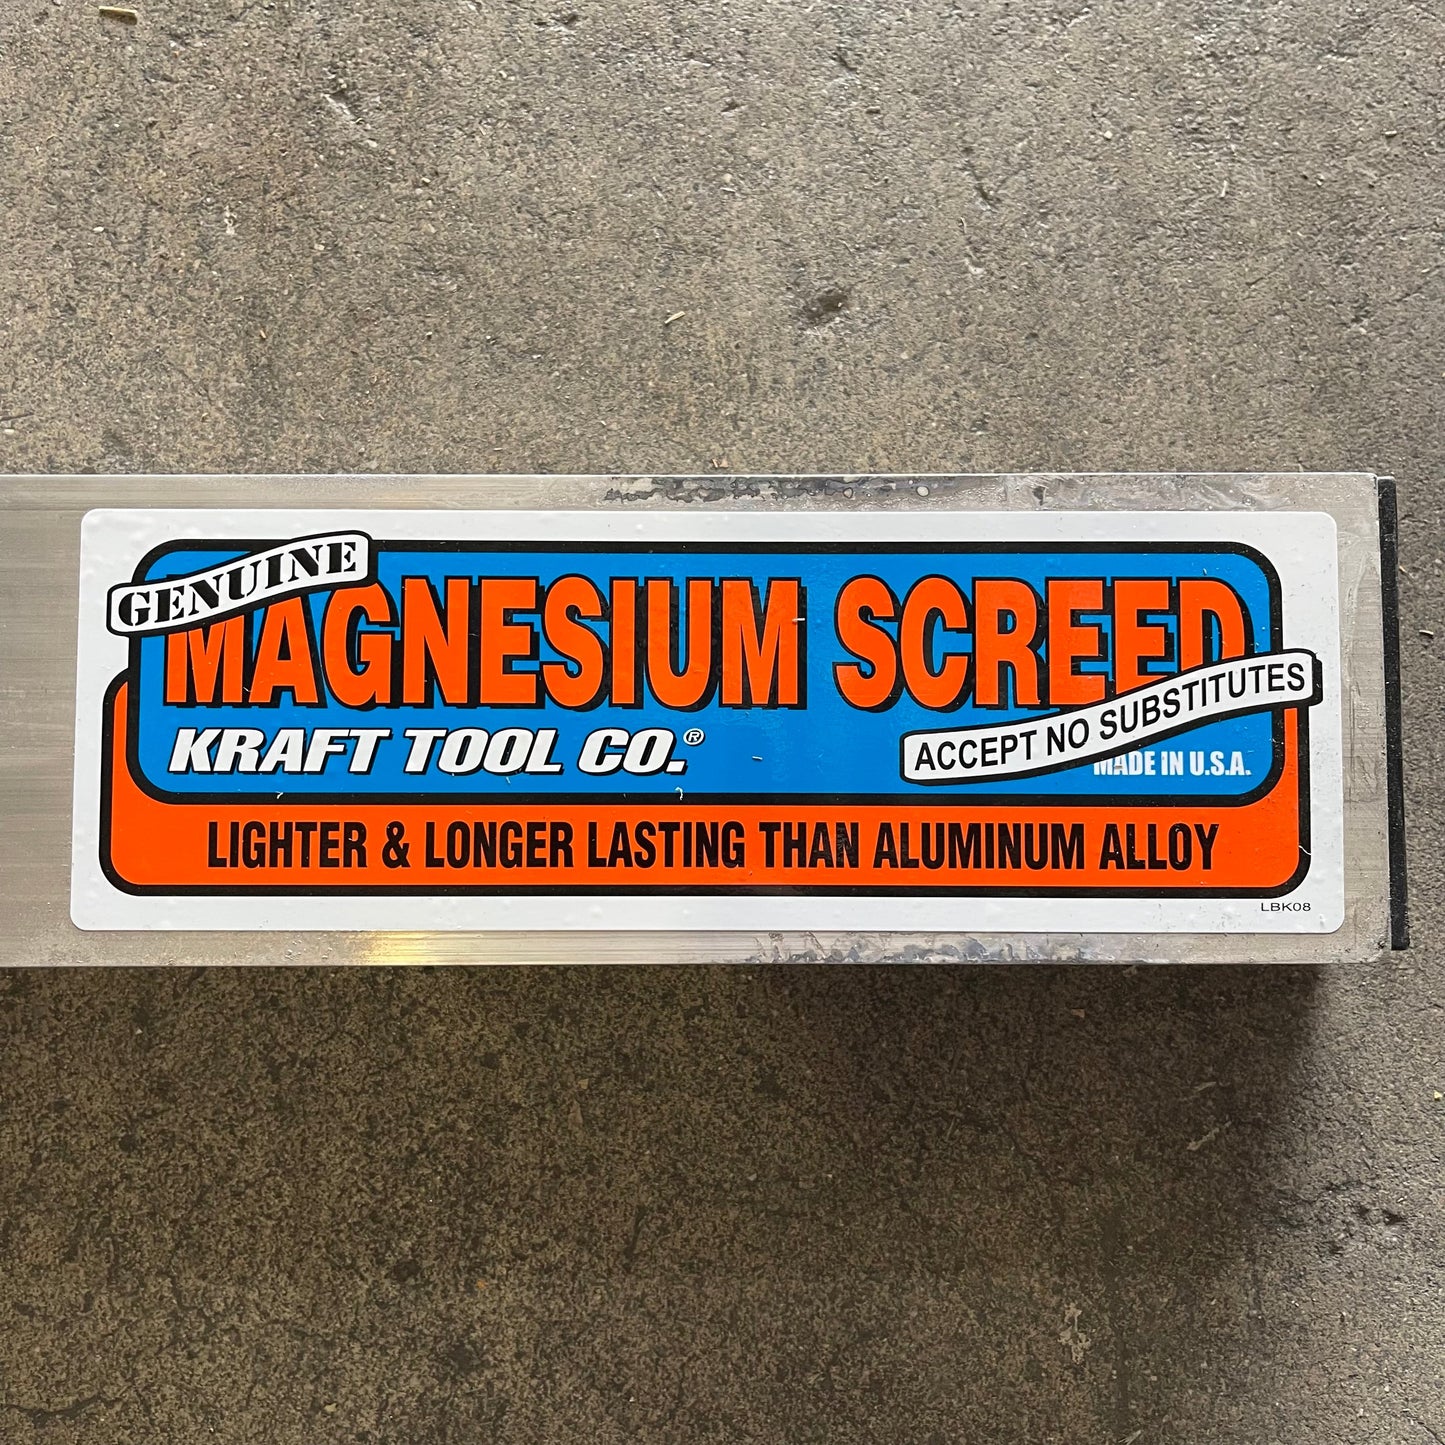 GENUINE
MAGNESIUM SCREED
KRAFT TOOL CO.®
ACCEPT NO SUBSTITUTES
MADE IN U.S.A.
LIGHTER & LONGER LASTING THAN ALUMINUM ALLOY
LBK08